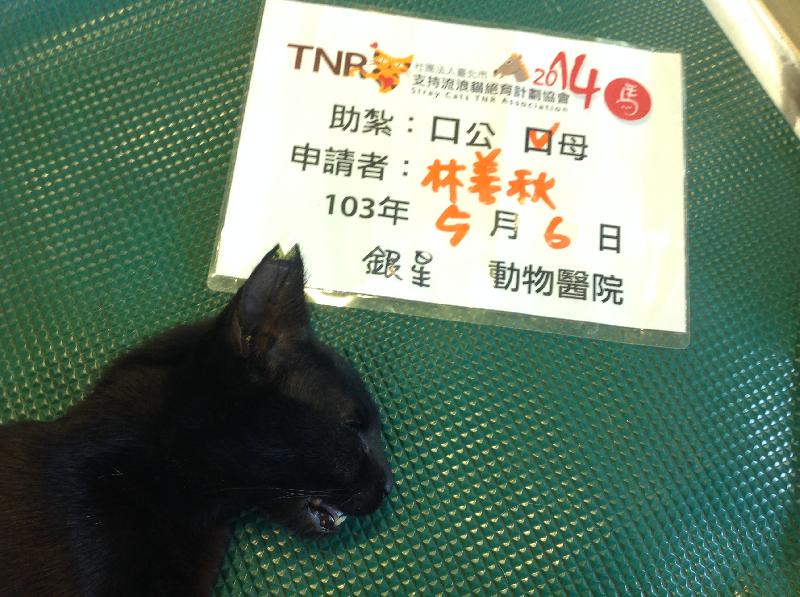 TNR 社團法人臺北市 2014 馬
支持流浪貓絕育計劃協會
Stray Cats TNR Association
助紮：口公 口母
申請者：林美秋
103年 5月 6日
銀星 動物醫院